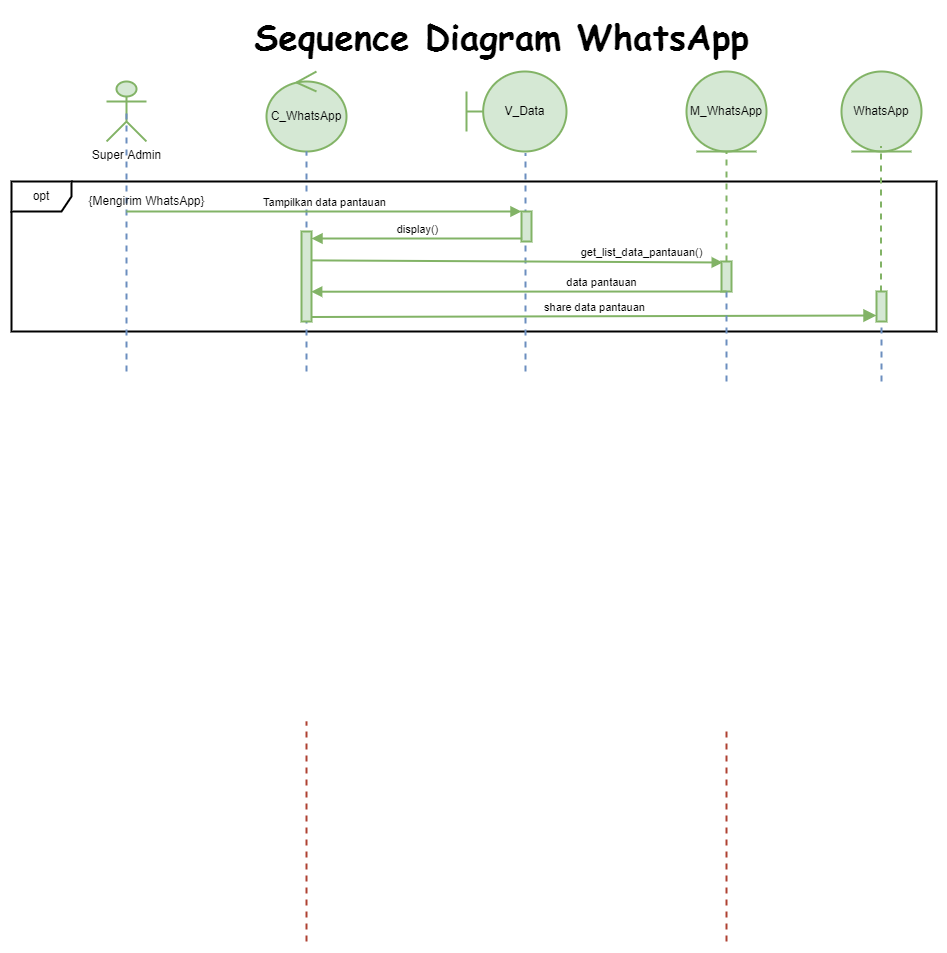 Sequence Diagram WhatsApp
Super Admin
C_WhatsApp
V_Data
M_WhatsApp
WhatsApp
opt
{Mengirim WhatsApp}
Tampilkan data pantauan
display()
get_list_data_pantauan()
data pantauan
share data pantauan